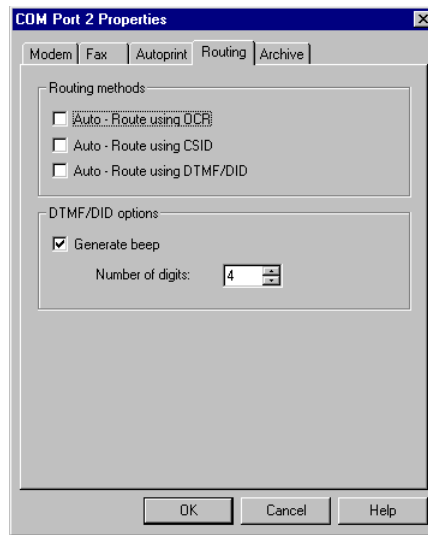 COM Port 2 Properties
Modem Fax Autoprint Routing Archive
Routing methods
Auto - Route using OCR
Auto - Route using CSID
Auto - Route using DTMF/DID
DTMF/DID options
Generate beep
Number of digits: 4
OK Cancel Help